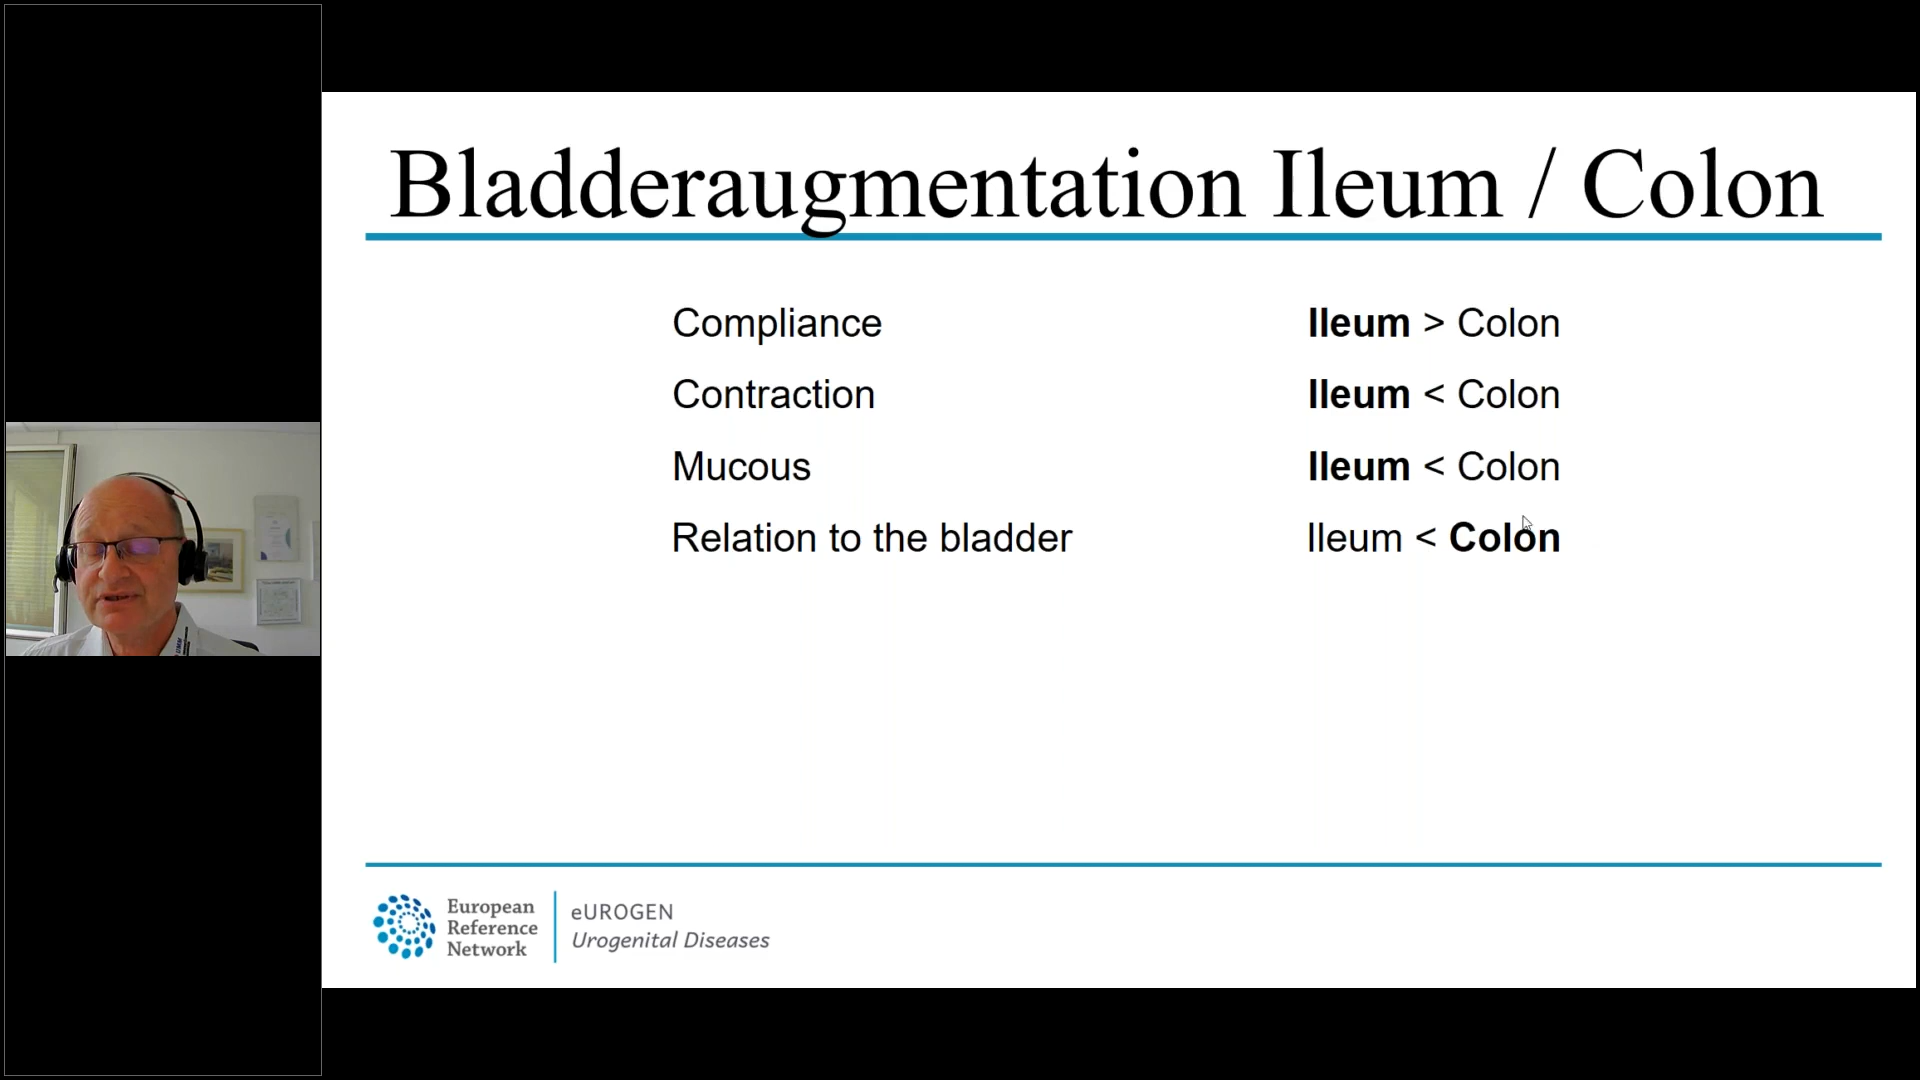 Bladderaugmentation Ileum / Colon
Compliance Ileum > Colon
Contraction Ileum < Colon
Mucous Ileum < Colon
Relation to the bladder Ileum < Colon
European
Reference
Network
eUROGEN
Urogenital Diseases